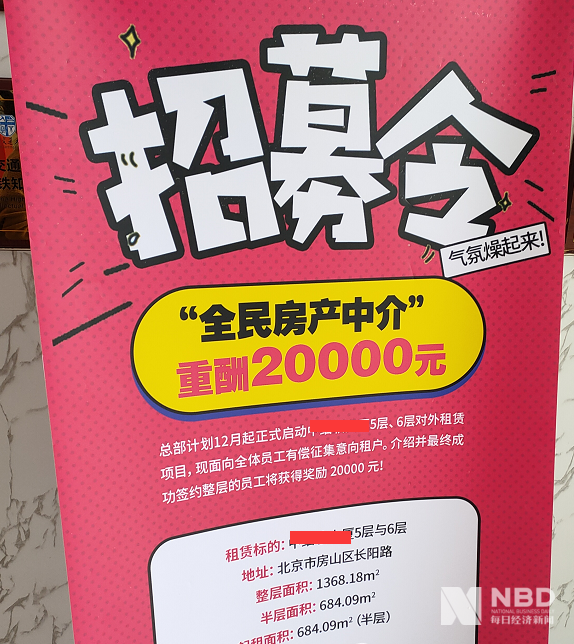 招募令
气氛燥起来!
“全民房产中介”
重酬20000元
总部计划12月起正式启动 5层、6层对外租赁
项目，现面向全体员工有偿征集意向租户。介绍并最终成
功签约整层的员工将获得奖励 20000 元!
租赁标的: 5层与6层
地址: 北京市房山区长阳路
整层面积: 1368.18m²
半层面积: 684.09m²
租面积: 684.09m² (半层)
NBD
NATIONAL BUSINESS DAILY
每日经济新闻